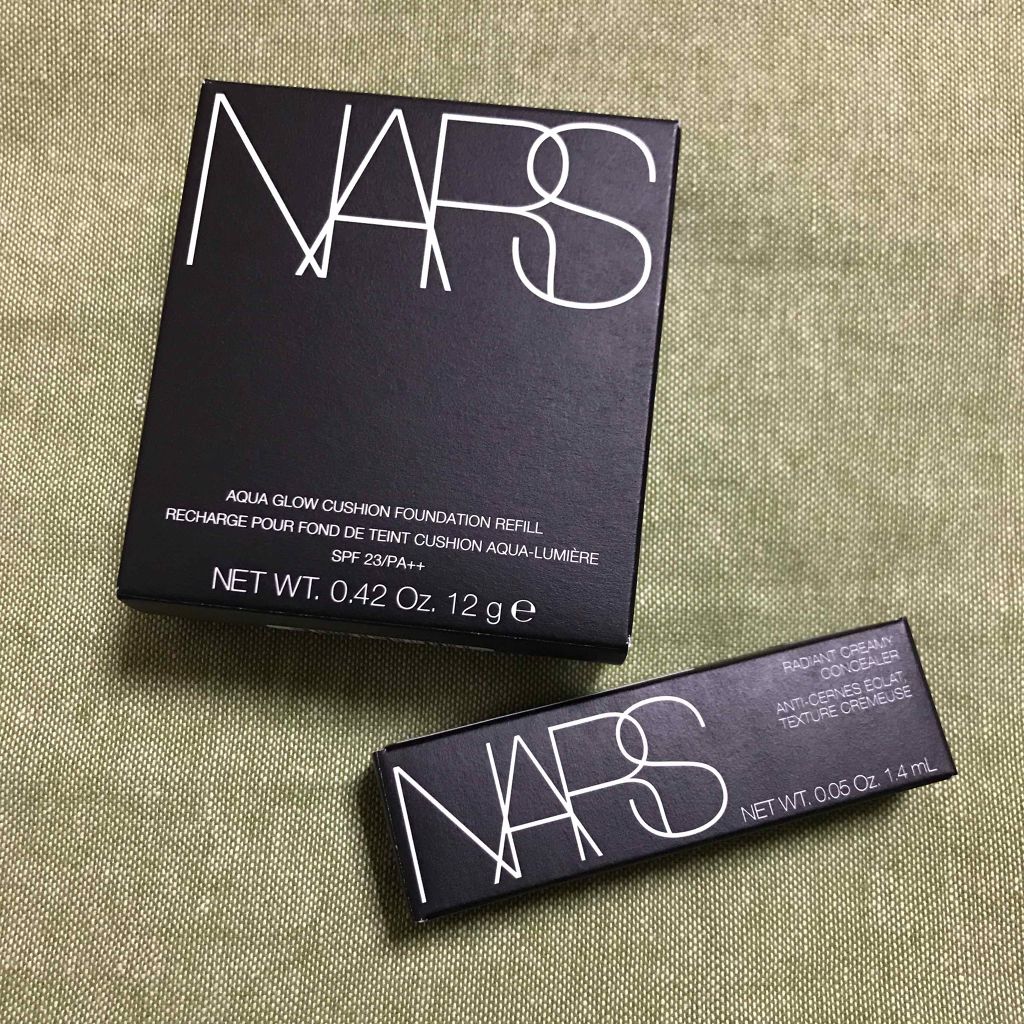 NARS
AQUA GLOW CUSHION FOUNDATION REFILL
RECHARGE POUR FOND DE TEINT CUSHION AQUA-LUMIÈRE
SPF 23/PA++
NET WT. 0.42 Oz. 12 g ℮
NARS
RADIANT CREAMY
CONCEALER
ANTI-CERNES ECLAT,
TEXTURE CRÉMEUSE
NET WT. 0.05 Oz. 1.4 mL